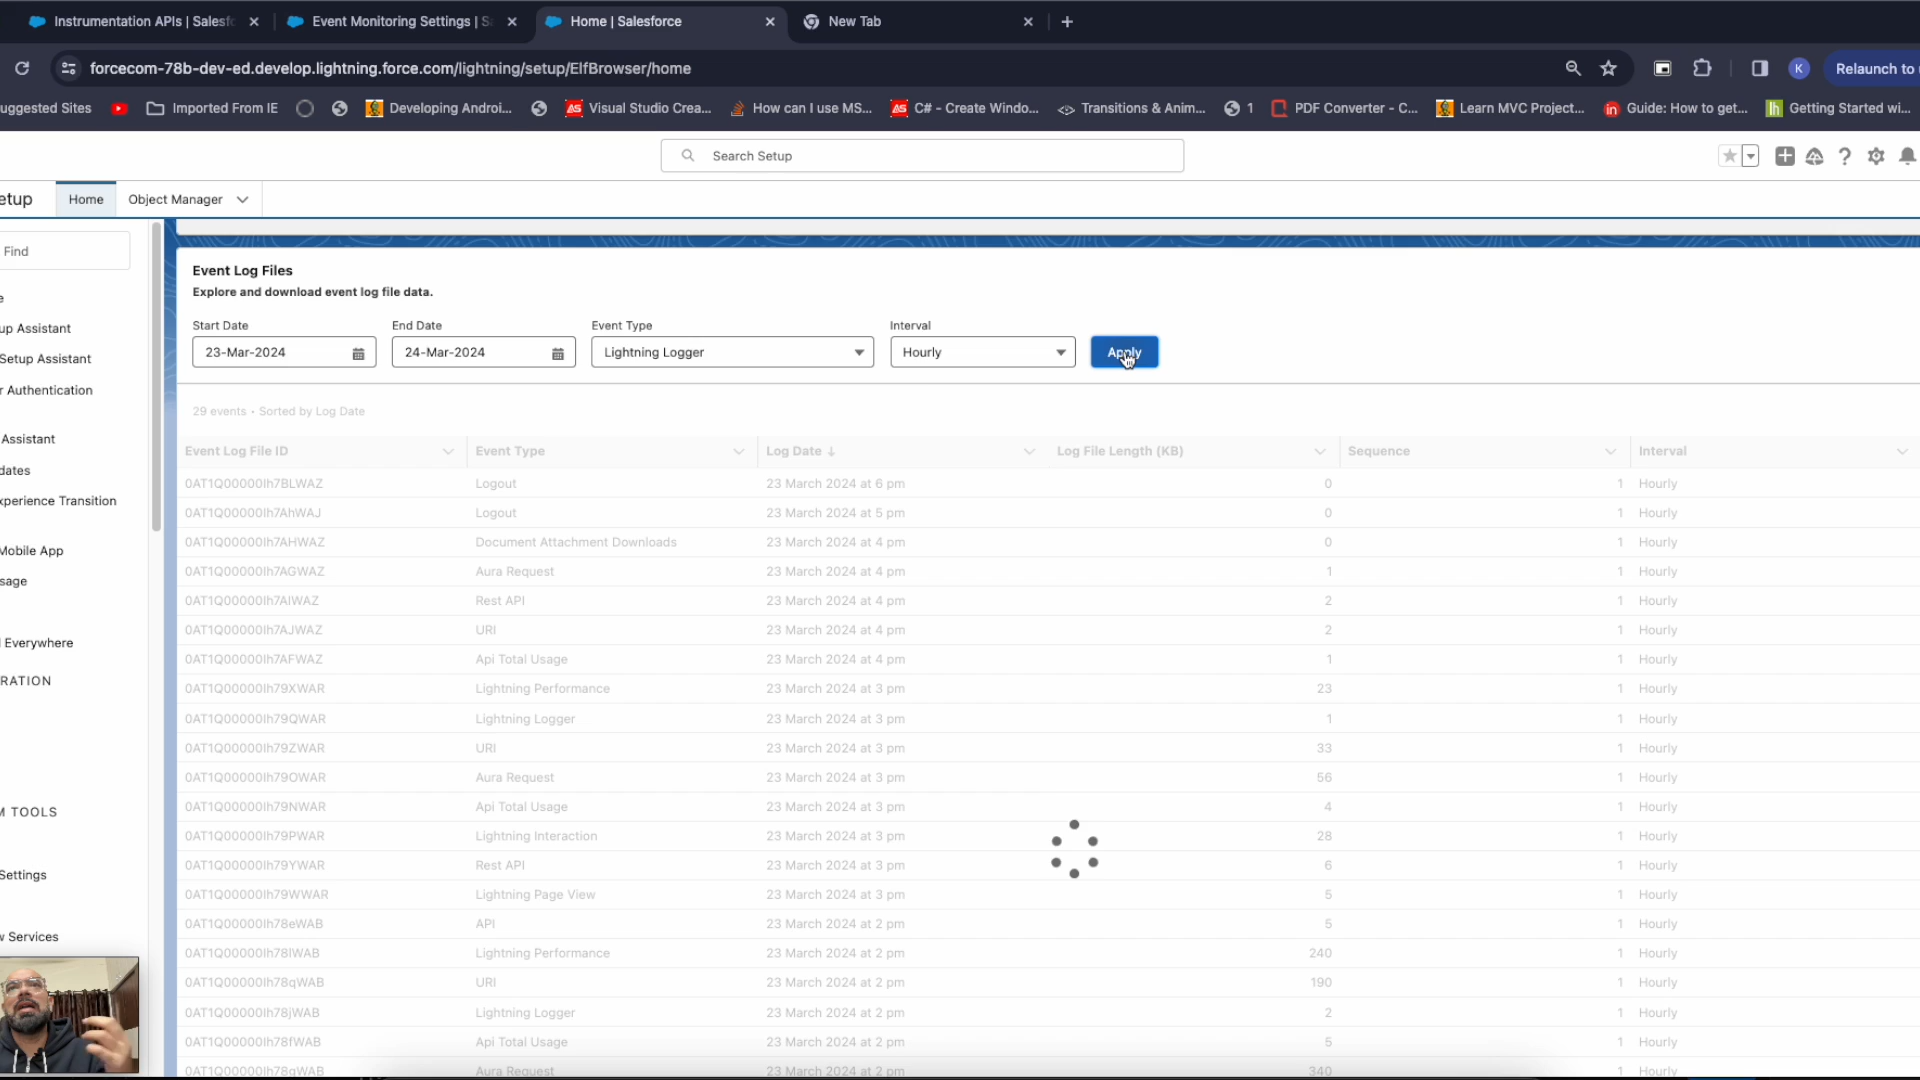 Instrumentation APIs | Salesf
Event Monitoring Settings | Sa
Home | Salesforce
New Tab
forcecom-78b-dev-ed.develop.lightning.force.com/lightning/setup/ElfBrowser/home
K
Relaunch to
uggested Sites
Imported From IE
Developing Androi...
Visual Studio Crea...
How can I use MS...
C# - Create Windo...
Transitions & Anim...
1
PDF Converter - C...
Learn MVC Project...
Guide: How to get...
Getting Started wi...
Search Setup
etup
Home
Object Manager
Find
e
up Assistant
Setup Assistant
r Authentication
Assistant
dates
xperience Transition
Mobile App
sage
l Everywhere
RATION
M TOOLS
Settings
w Services
Event Log Files
Explore and download event log file data.
Start Date End Date Event Type Interval
23-Mar-2024 24-Mar-2024 Lightning Logger Hourly Apply
29 events • Sorted by Log Date
Event Log File ID Event Type Log Date ↓ Log File Length (KB) Sequence Interval
0AT1Q00000Ih7BLWAZ Logout 23 March 2024 at 6 pm 0 1 Hourly
0AT1Q00000Ih7AhWAJ Logout 23 March 2024 at 5 pm 0 1 Hourly
0AT1Q00000Ih7AHWAZ Document Attachment Downloads 23 March 2024 at 4 pm 0 1 Hourly
0AT1Q00000Ih7AGWAZ Aura Request 23 March 2024 at 4 pm 1 1 Hourly
0AT1Q00000Ih7AIWAZ Rest API 23 March 2024 at 4 pm 2 1 Hourly
0AT1Q00000Ih7AJWAZ URI 23 March 2024 at 4 pm 2 1 Hourly
0AT1Q00000Ih7AFWAZ Api Total Usage 23 March 2024 at 4 pm 1 1 Hourly
0AT1Q00000Ih79XWAR Lightning Performance 23 March 2024 at 3 pm 23 1 Hourly
0AT1Q00000Ih79QWAR Lightning Logger 23 March 2024 at 3 pm 1 1 Hourly
0AT1Q00000Ih79ZWAR URI 23 March 2024 at 3 pm 33 1 Hourly
0AT1Q00000Ih79OWAR Aura Request 23 March 2024 at 3 pm 56 1 Hourly
0AT1Q00000Ih79NWAR Api Total Usage 23 March 2024 at 3 pm 4 1 Hourly
0AT1Q00000Ih79PWAR Lightning Interaction 23 March 2024 at 3 pm 28 1 Hourly
0AT1Q00000Ih79YWAR Rest API 23 March 2024 at 3 pm 6 1 Hourly
0AT1Q00000Ih79WWAR Lightning Page View 23 March 2024 at 3 pm 5 1 Hourly
0AT1Q00000Ih78eWAB API 23 March 2024 at 2 pm 5 1 Hourly
0AT1Q00000Ih78lWAB Lightning Performance 23 March 2024 at 2 pm 240 1 Hourly
0AT1Q00000Ih78qWAB URI 23 March 2024 at 2 pm 190 1 Hourly
0AT1Q00000Ih78jWAB Lightning Logger 23 March 2024 at 2 pm 2 1 Hourly
0AT1Q00000Ih78fWAB Api Total Usage 23 March 2024 at 2 pm 5 1 Hourly
0AT1Q00000Ih78gWAB Aura Request 23 March 2024 at 2 pm 340 1 Hourly